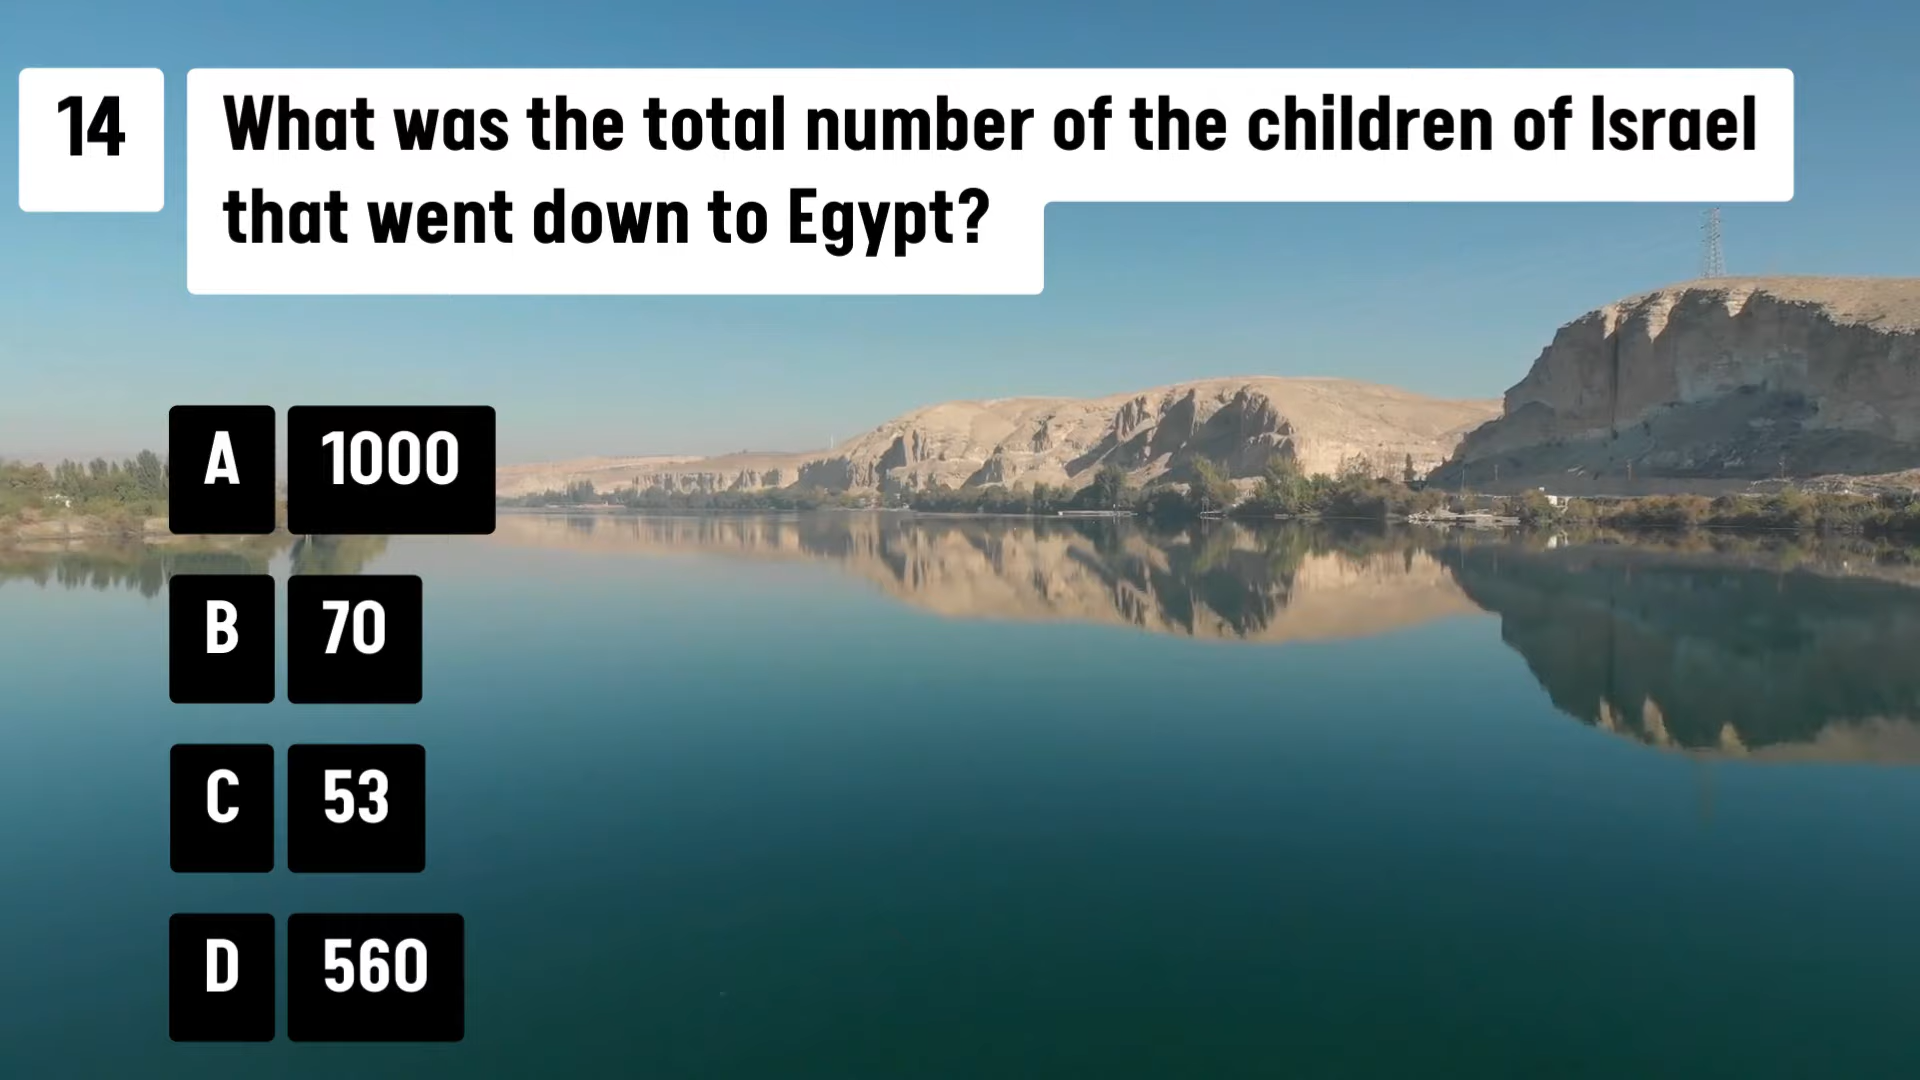 14
What was the total number of the children of Israel
that went down to Egypt?
A 1000
B 70
C 53
D 560